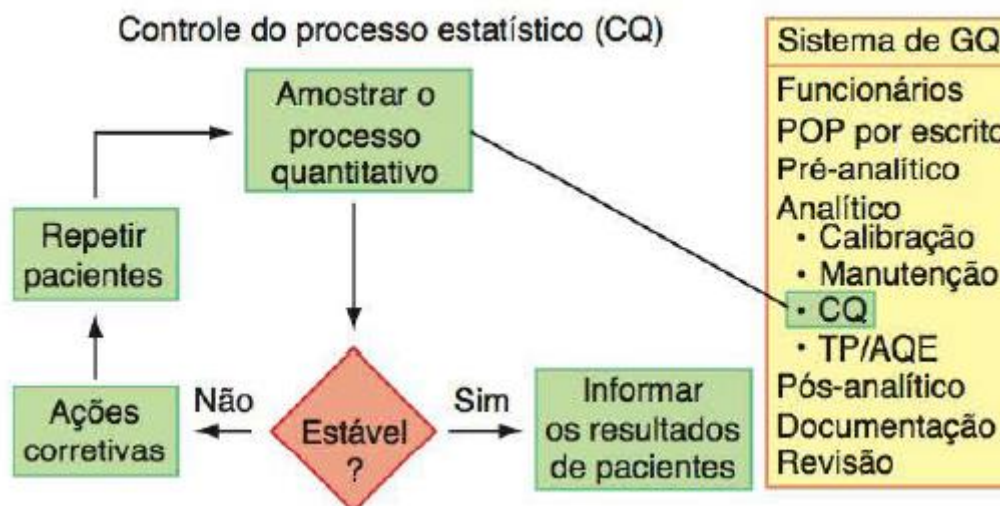 Controle do processo estatístico (CQ)
Amostrar o
processo
quantitativo
Repetir
pacientes
Ações
corretivas
Não
Estável
?
Sim
Informar
os resultados
de pacientes
Sistema de GQ
Funcionários
POP por escrito
Pré-analítico
Analítico
• Calibração
• Manutenção
• CQ
• TP/AQE
Pós-analítico
Documentação
Revisão